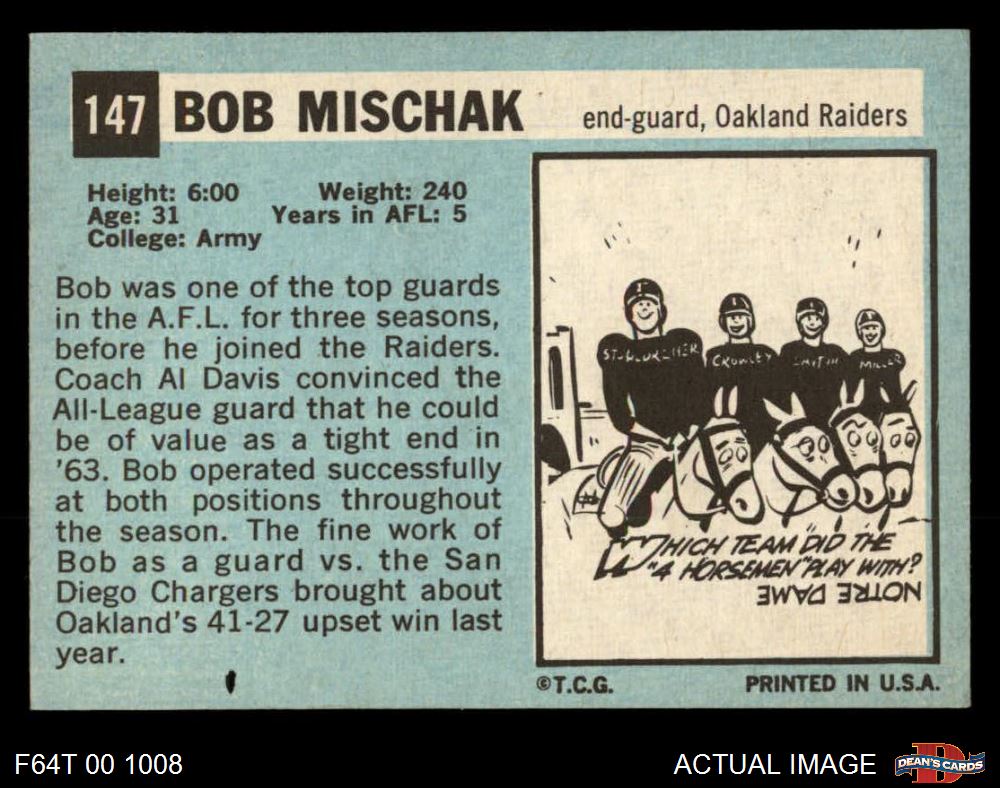 147 BOB MISCHAK end-guard, Oakland Raiders
Height: 6:00 Weight: 240
Age: 31 Years in AFL: 5
College: Army
Bob was one of the top guards
in the A.F.L. for three seasons,
before he joined the Raiders.
Coach Al Davis convinced the
All-League guard that he could
be of value as a tight end in
'63. Bob operated successfully
at both positions throughout
the season. The fine work of
Bob as a guard vs. the San
Diego Chargers brought about
Oakland's 41-27 upset win last
year.
CROWLEY MILLER
WHICH TEAM DID THE
"4 HORSEMEN" PLAY WITH?
NOTRE DAME
©T.C.G. PRINTED IN U.S.A.
F64T 00 1008 ACTUAL IMAGE DEAN'S CARDS